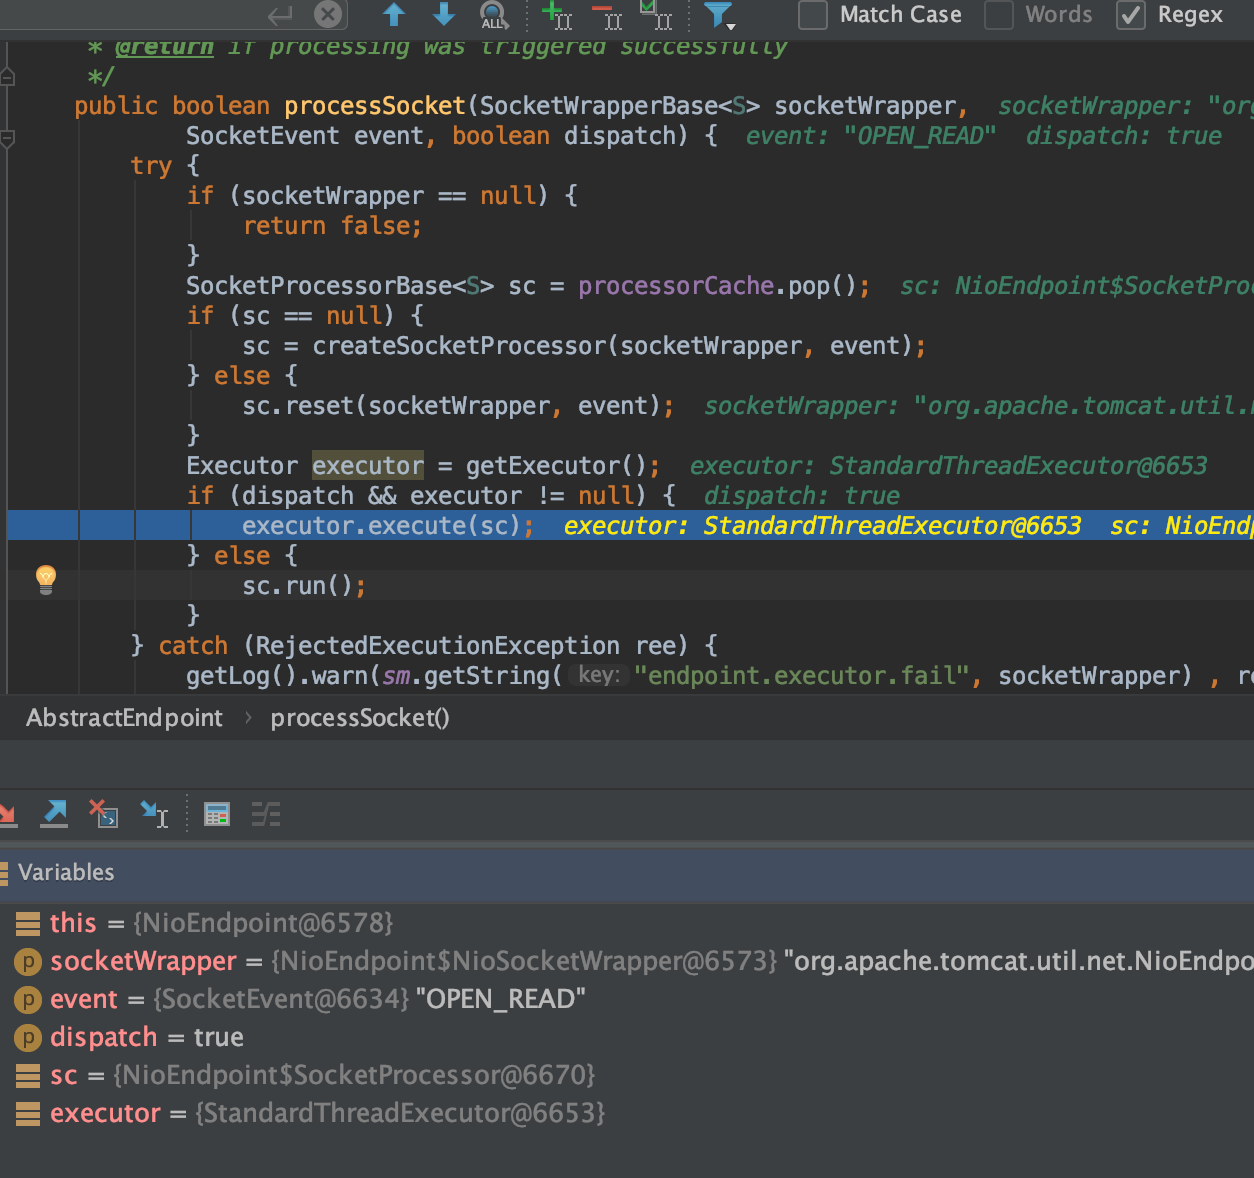 ALL Match Case Words Regex
* @return if processing was triggered successfully
*/
public boolean processSocket(SocketWrapperBase<S> socketWrapper, socketWrapper: "org
SocketEvent event, boolean dispatch) { event: "OPEN_READ" dispatch: true
try {
if (socketWrapper == null) {
return false;
}
SocketProcessorBase<S> sc = processorCache.pop(); sc: NioEndpoint$SocketProc
if (sc == null) {
sc = createSocketProcessor(socketWrapper, event);
} else {
sc.reset(socketWrapper, event); socketWrapper: "org.apache.tomcat.util.n
}
Executor executor = getExecutor(); executor: StandardThreadExecutor@6653
if (dispatch && executor != null) { dispatch: true
executor.execute(sc); executor: StandardThreadExecutor@6653 sc: NioEndp
} else {
sc.run();
}
} catch (RejectedExecutionException ree) {
getLog().warn(sm.getString( key: "endpoint.executor.fail", socketWrapper) , re
AbstractEndpoint › processSocket()
Variables
this = {NioEndpoint@6578}
p socketWrapper = {NioEndpoint$NioSocketWrapper@6573} "org.apache.tomcat.util.net.NioEndpo
p event = {SocketEvent@6634} "OPEN_READ"
p dispatch = true
sc = {NioEndpoint$SocketProcessor@6670}
executor = {StandardThreadExecutor@6653}